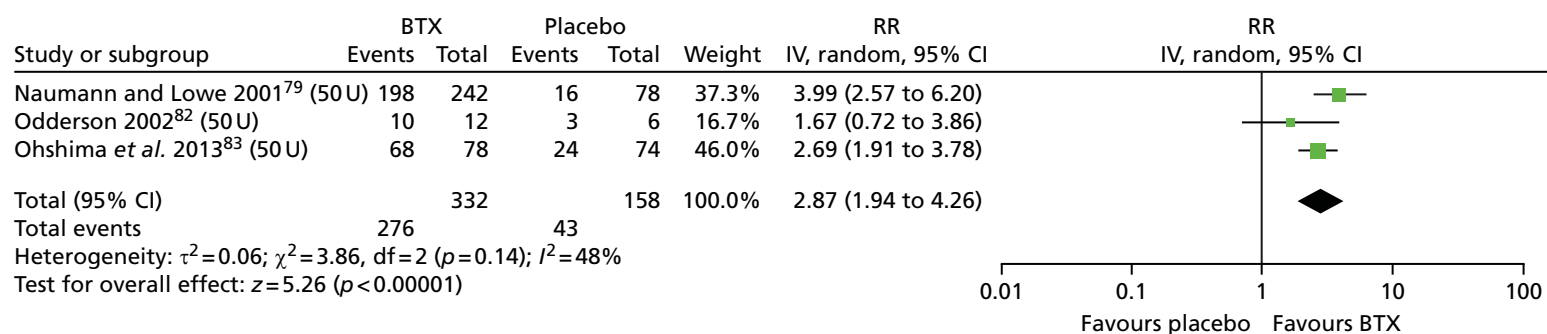 BTX Placebo RR RR
Study or subgroup Events Total Events Total Weight IV, random, 95% CI IV, random, 95% CI
Naumann and Lowe 2001⁷⁹ (50 U) 198 242 16 78 37.3% 3.99 (2.57 to 6.20)
Odderson 2002⁸² (50 U) 10 12 3 6 16.7% 1.67 (0.72 to 3.86)
Ohshima et al. 2013⁸³ (50 U) 68 78 24 74 46.0% 2.69 (1.91 to 3.78)
Total (95% CI) 332 158 100.0% 2.87 (1.94 to 4.26)
Total events 276 43
Heterogeneity: τ²=0.06; χ²=3.86, df=2 (p=0.14); I²=48%
Test for overall effect: z=5.26 (p<0.00001)
0.01 0.1 1 10 100
Favours placebo Favours BTX